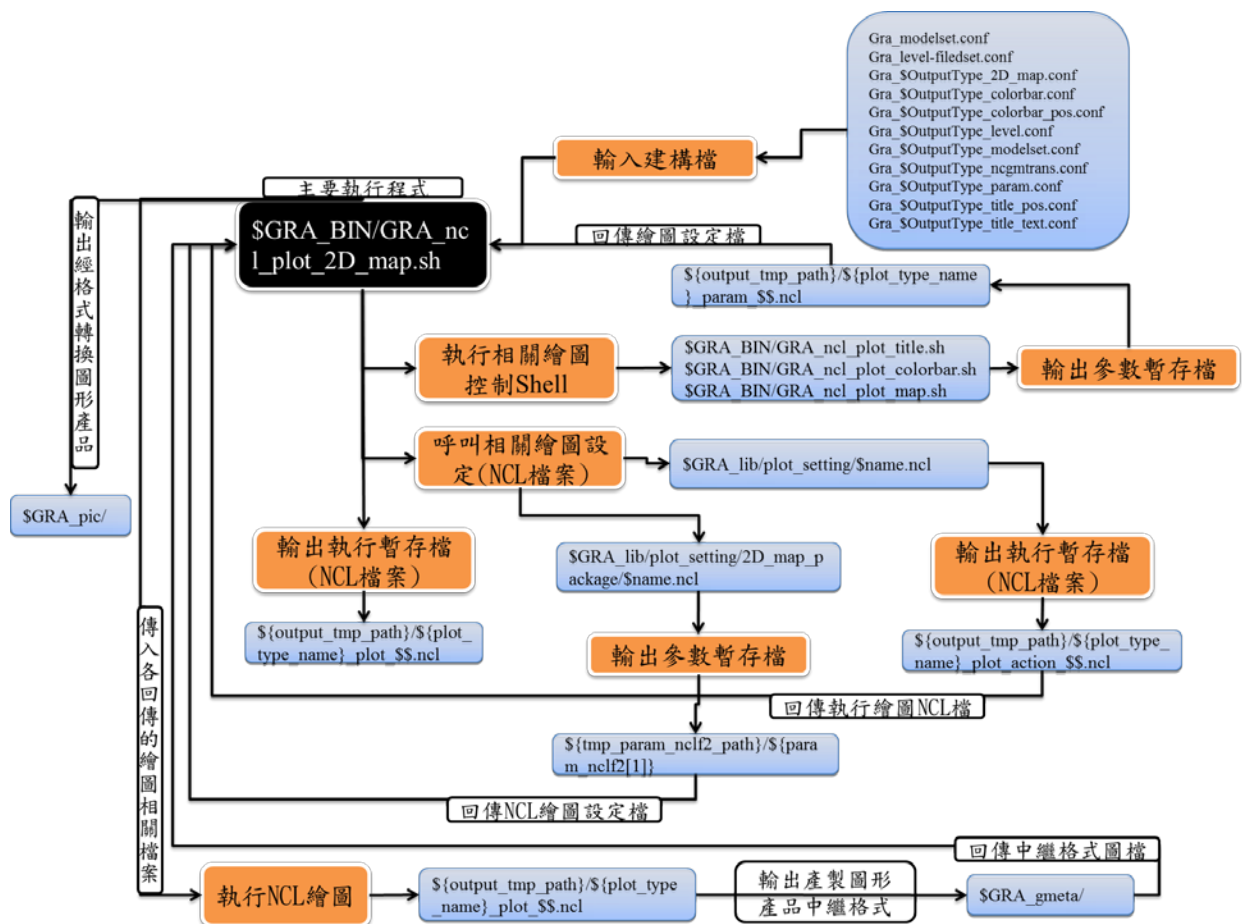 Gra_modelset.conf
Gra_level-filedset.conf
Gra_$OutputType_2D_map.conf
Gra_$OutputType_colorbar.conf
Gra_$OutputType_colorbar_pos.conf
Gra_$OutputType_level.conf
Gra_$OutputType_modelset.conf
Gra_$OutputType_ncgmtrans.conf
Gra_$OutputType_param.conf
Gra_$OutputType_title_pos.conf
Gra_$OutputType_title_text.conf
輸入建構檔
主要執行程式
$GRA_BIN/GRA_nc
l_plot_2D_map.sh
回傳繪圖設定檔
${output_tmp_path}/${plot_type_name
}_param_$$.ncl
輸出經格式轉換圖形產品
$GRA_pic/
執行相關繪圖
控制Shell
$GRA_BIN/GRA_ncl_plot_title.sh
$GRA_BIN/GRA_ncl_plot_colorbar.sh
$GRA_BIN/GRA_ncl_plot_map.sh
輸出參數暫存檔
呼叫相關繪圖設
定(NCL檔案)
$GRA_lib/plot_setting/$name.ncl
輸出執行暫存檔
(NCL檔案)
${output_tmp_path}/${plot_
type_name}_plot_$$.ncl
$GRA_lib/plot_setting/2D_map_p
ackage/$name.ncl
輸出參數暫存檔
輸出執行暫存檔
(NCL檔案)
${output_tmp_path}/${plot_type_
name}_plot_action_$$.ncl
回傳執行繪圖NCL檔
${tmp_param_nclf2_path}/${para
m_nclf2[1]}
回傳NCL繪圖設定檔
傳入各回傳的繪圖相關檔案
回傳中繼格式圖檔
執行NCL繪圖
${output_tmp_path}/${plot_type
_name}_plot_$$.ncl
輸出產製圖形
產品中繼格式
$GRA_gmeta/